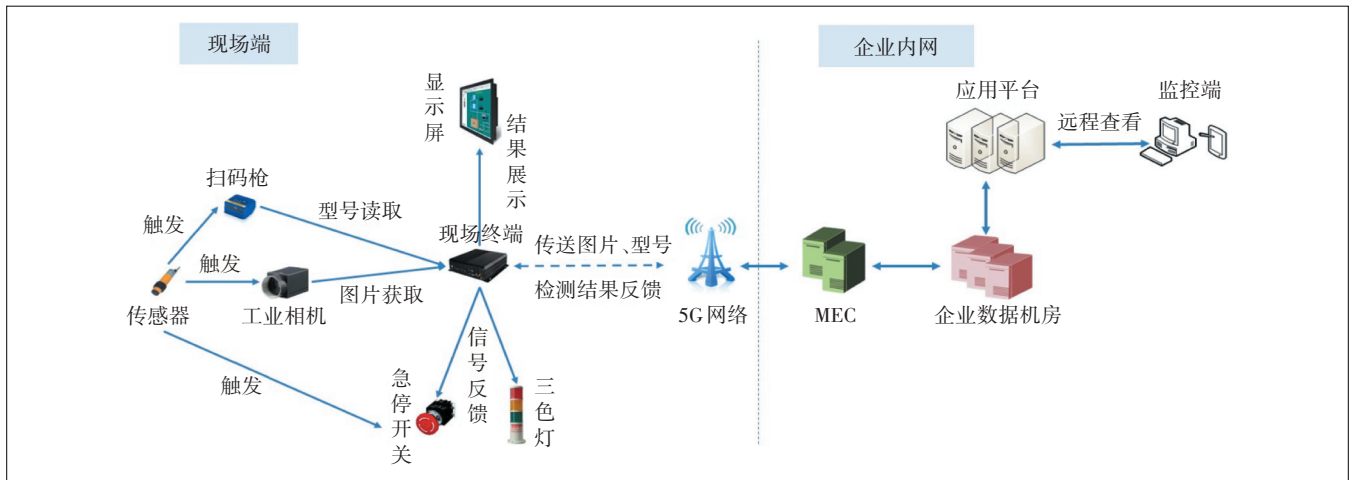 现场端
企业内网
显示屏
结果展示
应用平台
监控端
远程查看
扫码枪
触发
型号读取
现场终端
传送图片、型号
触发
图片获取
检测结果反馈
传感器
工业相机
5G网络
MEC
企业数据机房
触发
信号反馈
急停开关
三色灯